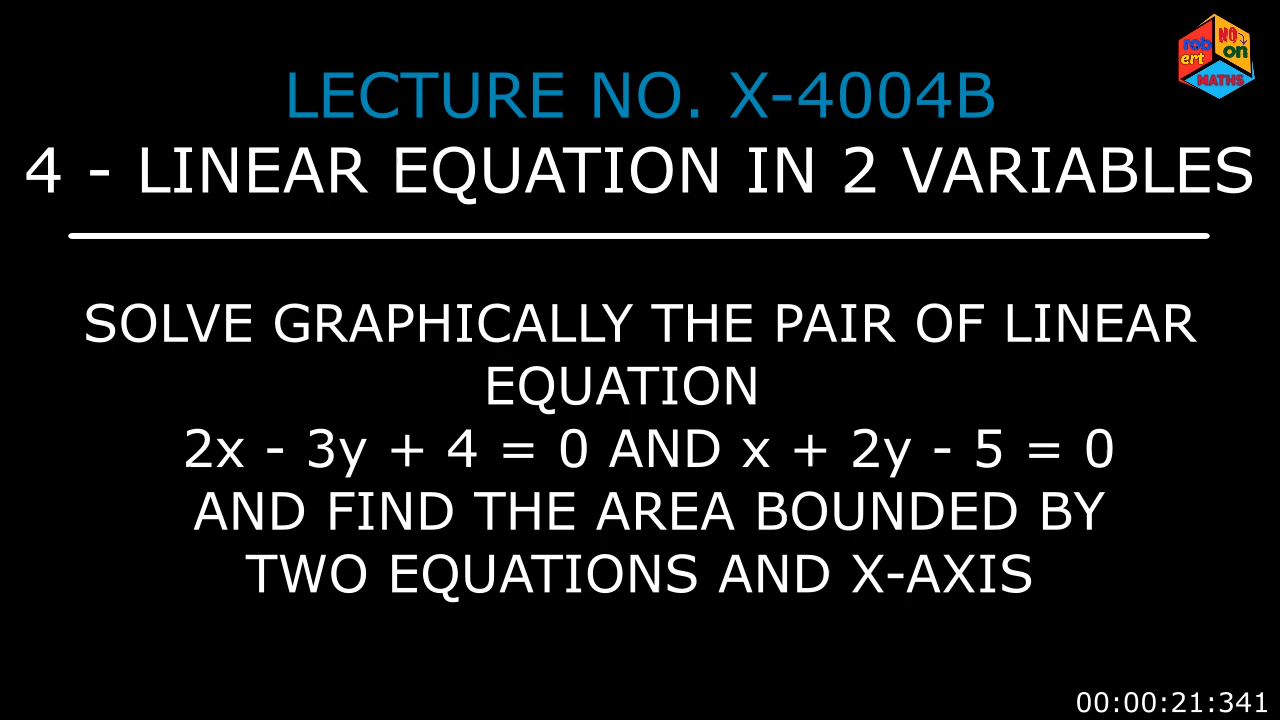 rob
ert
NO
on
MATHS
LECTURE NO. X-4004B
4 - LINEAR EQUATION IN 2 VARIABLES
SOLVE GRAPHICALLY THE PAIR OF LINEAR
EQUATION
2x - 3y + 4 = 0 AND x + 2y - 5 = 0
AND FIND THE AREA BOUNDED BY
TWO EQUATIONS AND X-AXIS
00:00:21:341